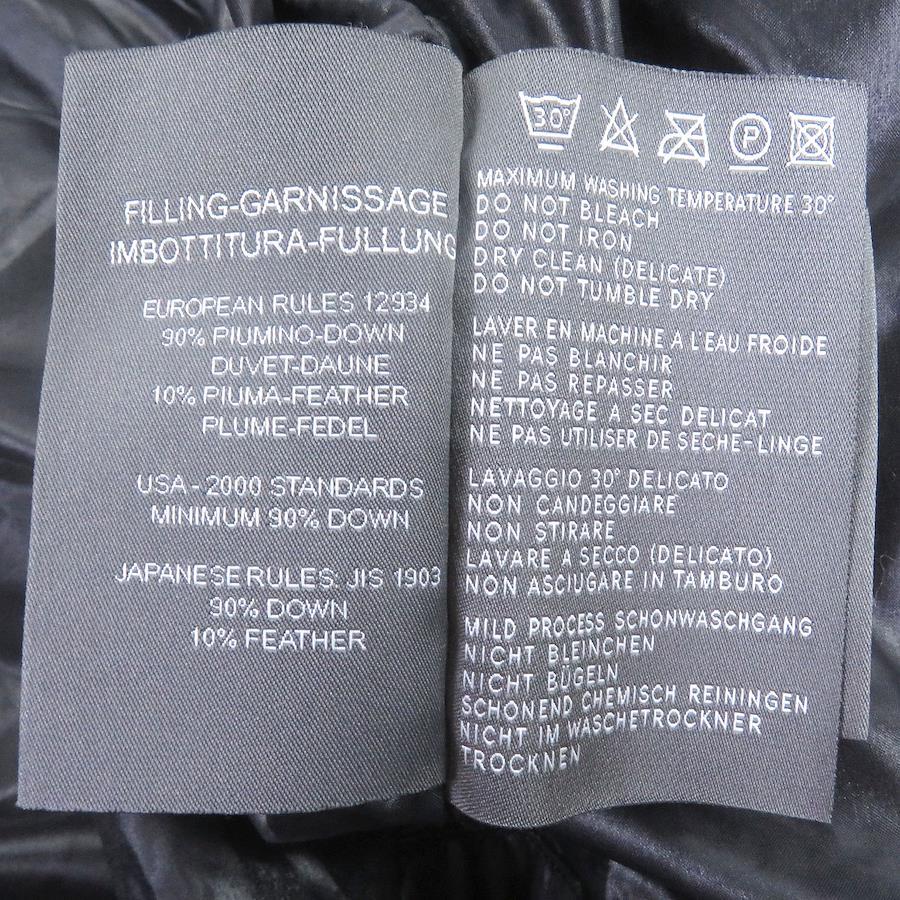 FILLING-GARNISSAGE
IMBOTTITURA-FULLUNG
EUROPEAN RULES 12934
90% PIUMINO-DOWN
DUVET-DAUNE
10% PIUMA-FEATHER
PLUME-FEDEL
USA - 2000 STANDARDS
MINIMUM 90% DOWN
JAPANESE RULES: JIS 1903
90% DOWN
10% FEATHER
30° P
MAXIMUM WASHING TEMPERATURE 30°
DO NOT BLEACH
DO NOT IRON
DRY CLEAN (DELICATE)
DO NOT TUMBLE DRY
LAVER EN MACHINE A L'EAU FROIDE
NE PAS BLANCHIR
NE PAS REPASSER
NETTOYAGE A SEC DELICAT
NE PAS UTILISER DE SECHE-LINGE
LAVAGGIO 30° DELICATO
NON CANDEGGIARE
NON STIRARE
LAVARE A SECCO (DELICATO)
NON ASCIUGARE IN TAMBURO
MILD PROCESS SCHONWASCHGANG
NICHT BLEINCHEN
NICHT BÜGELN
SCHONEND CHEMISCH REININGEN
NICHT IM WASCHETROCKNER
TROCKNEN